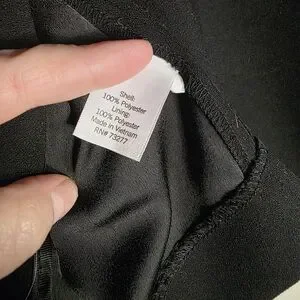 Shell:
100% Polyester
Lining:
100% Polyester
Made in Vietnam
RN# 73277